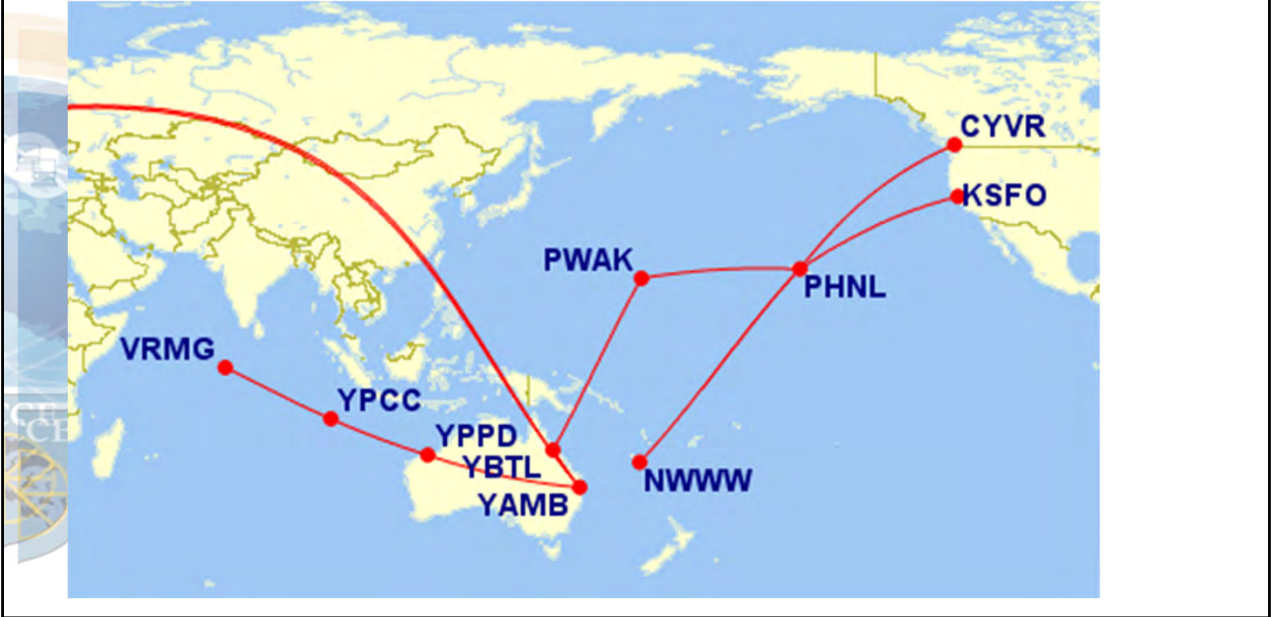 CYVR
KSFO
PWAK
PHNL
VRMG
YPCC
YPPD
YBTL
NWWW
YAMB